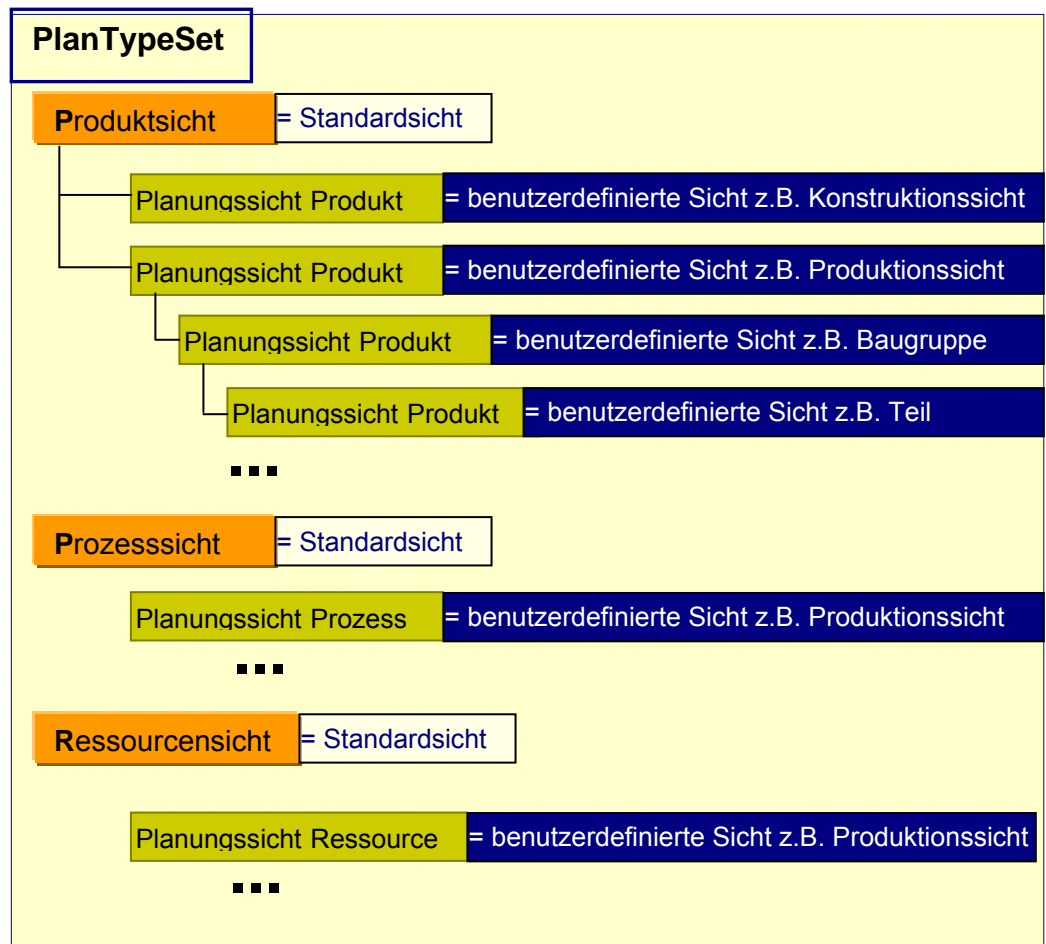 PlanTypeSet
Produktsicht = Standardsicht
Planungssicht Produkt = benutzerdefinierte Sicht z.B. Konstruktionssicht
Planungssicht Produkt = benutzerdefinierte Sicht z.B. Produktionssicht
Planungssicht Produkt = benutzerdefinierte Sicht z.B. Baugruppe
Planungssicht Produkt = benutzerdefinierte Sicht z.B. Teil
...
Prozesssicht = Standardsicht
Planungssicht Prozess = benutzerdefinierte Sicht z.B. Produktionssicht
...
Ressourcensicht = Standardsicht
Planungssicht Ressource = benutzerdefinierte Sicht z.B. Produktionssicht
...